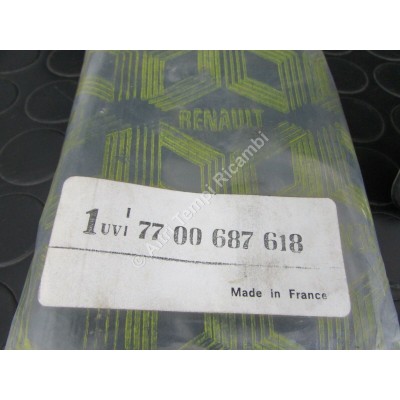 RENAULT
1 UVI 77 00 687 618
Made in France
© Auto Tempi Ricambi